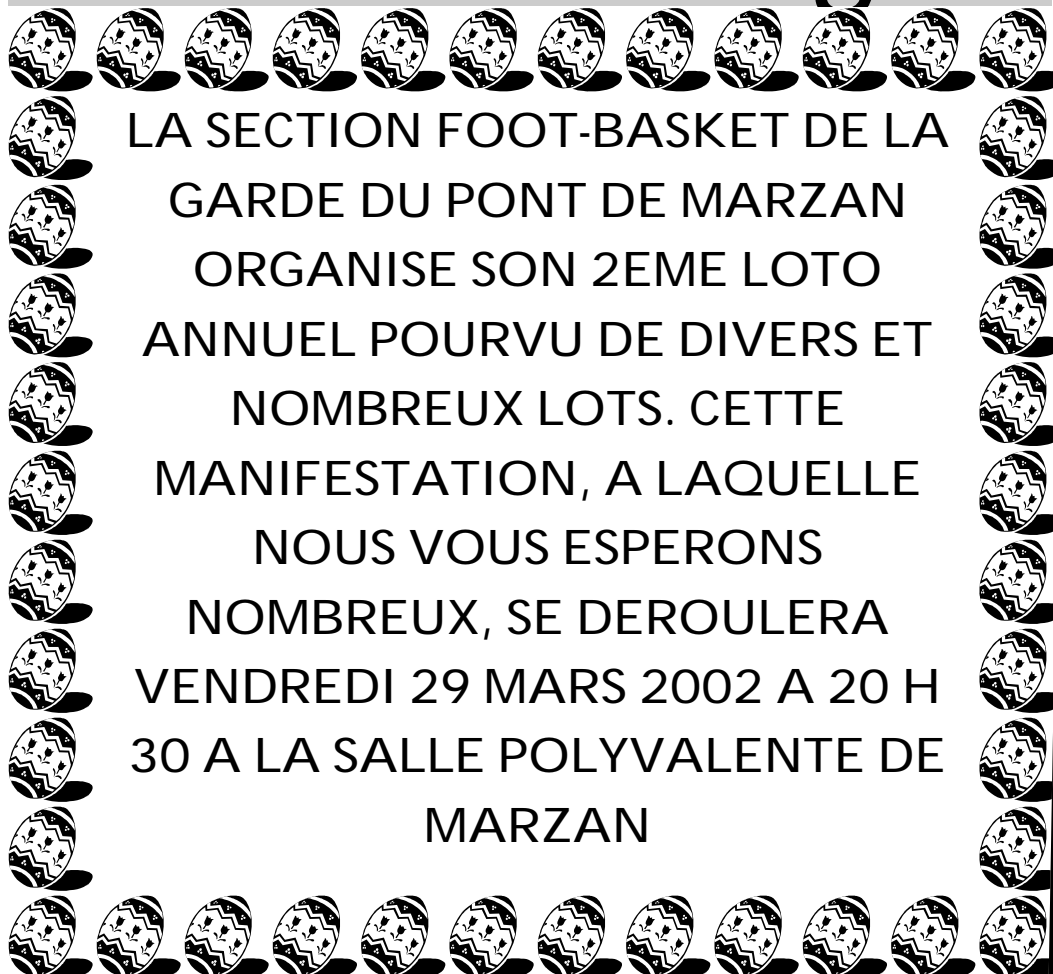 LA SECTION FOOT-BASKET DE LA
GARDE DU PONT DE MARZAN
ORGANISE SON 2EME LOTO
ANNUEL POURVU DE DIVERS ET
NOMBREUX LOTS. CETTE
MANIFESTATION, A LAQUELLE
NOUS VOUS ESPERONS
NOMBREUX, SE DEROULERA
VENDREDI 29 MARS 2002 A 20 H
30 A LA SALLE POLYVALENTE DE
MARZAN